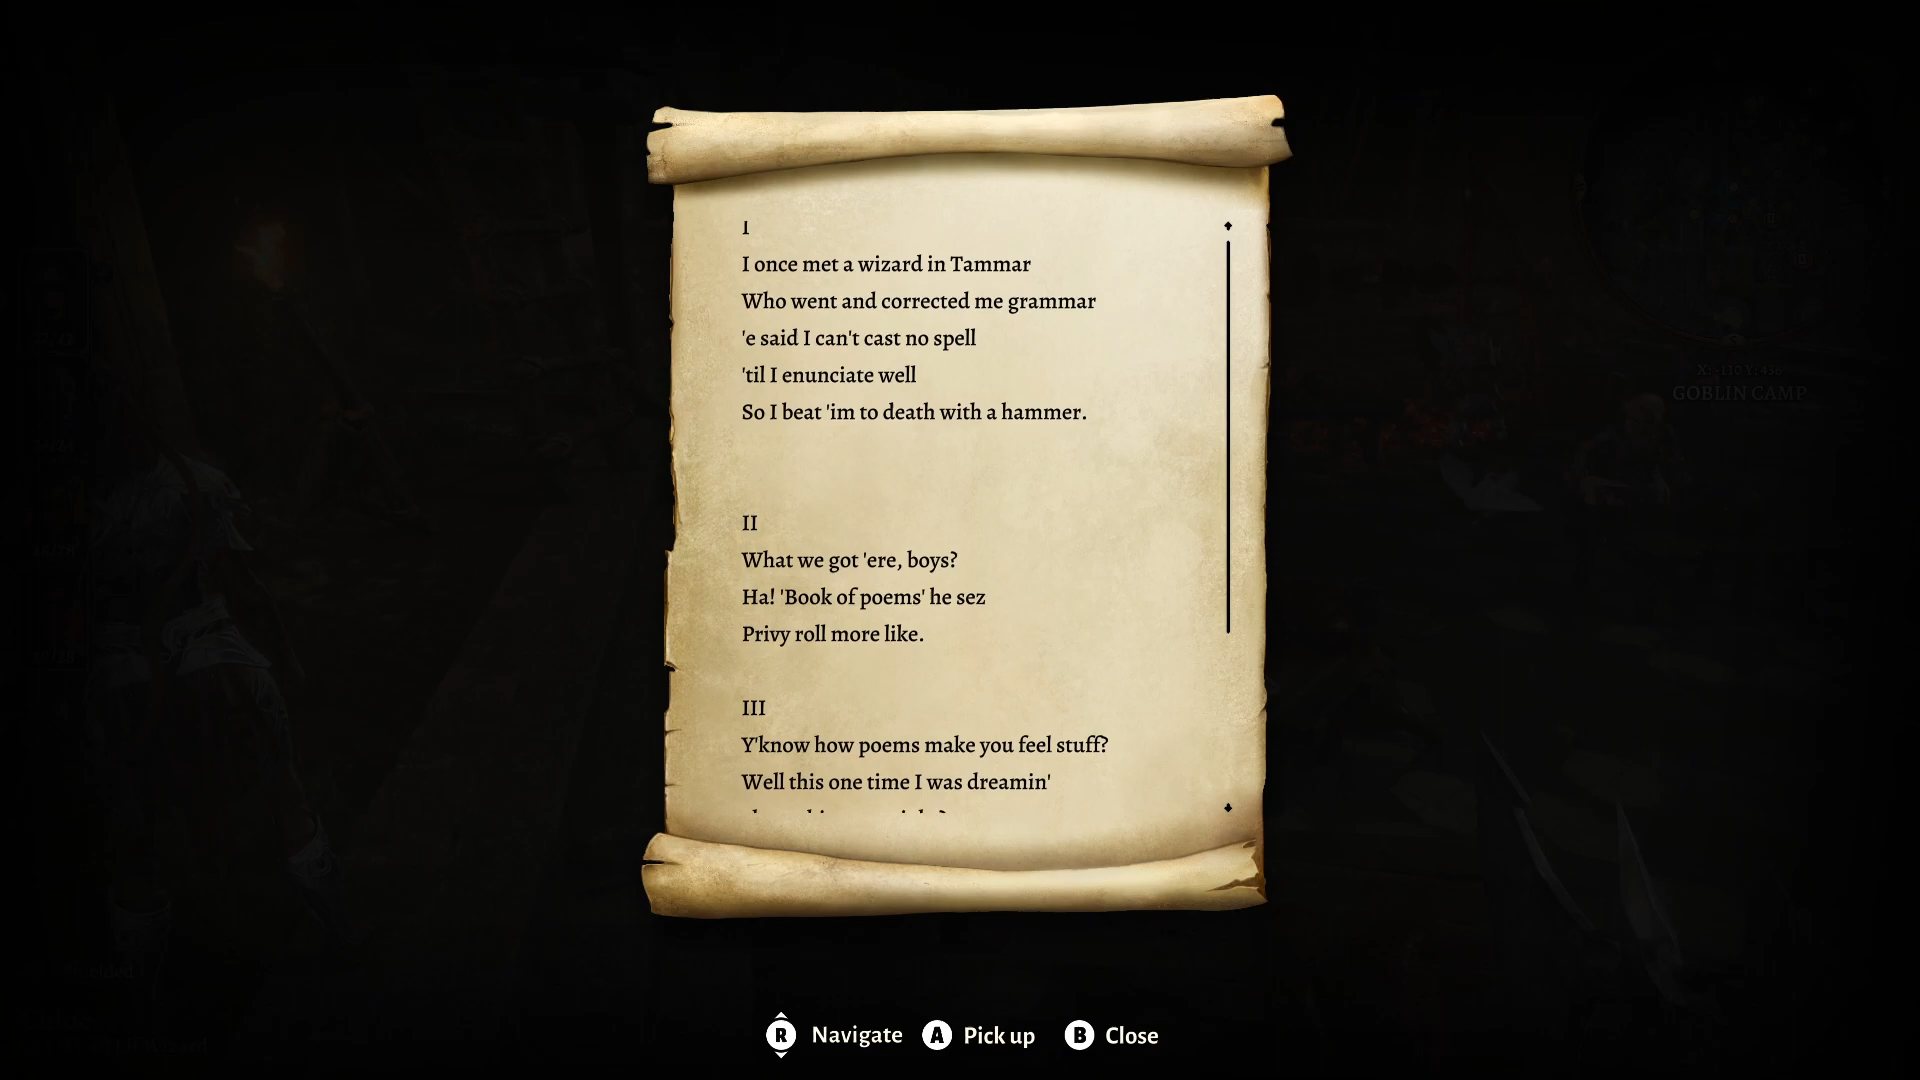 I
I once met a wizard in Tammar
Who went and corrected me grammar
'e said I can't cast no spell
'til I enunciate well
So I beat 'im to death with a hammer.
II
What we got 'ere, boys?
Ha! 'Book of poems' he sez
Privy roll more like.
III
Y'know how poems make you feel stuff?
Well this one time I was dreamin'
GOBLIN CAMP
R Navigate A Pick up B Close